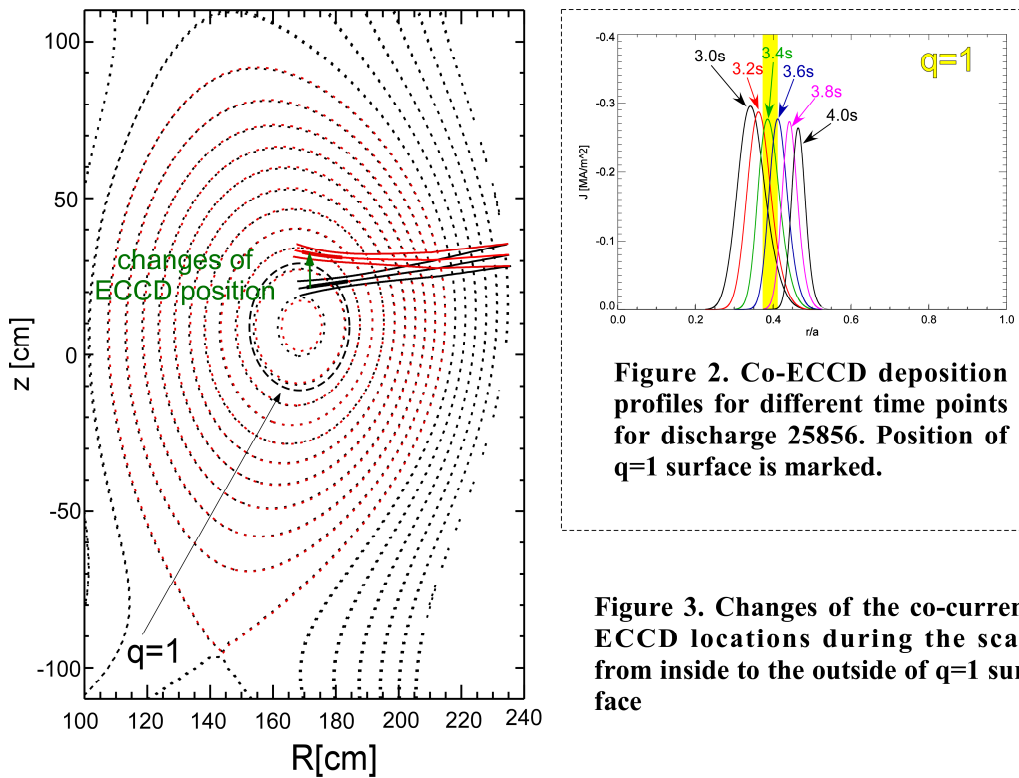 100
50
0
-50
-100
z [cm]
changes of
ECCD position
q=1
100 120 140 160 180 200 220 240
R[cm]
-0.4
-0.3
-0.2
-0.1
0.0
J [MA/m^2]
q=1
3.0s
3.2s
3.4s
3.6s
3.8s
4.0s
0.0 0.2 0.4 0.6 0.8 1.0
r/a
Figure 2. Co-ECCD deposition
profiles for different time points
for discharge 25856. Position of
q=1 surface is marked.
Figure 3. Changes of the co-curren
ECCD locations during the sca
from inside to the outside of q=1 sur
face